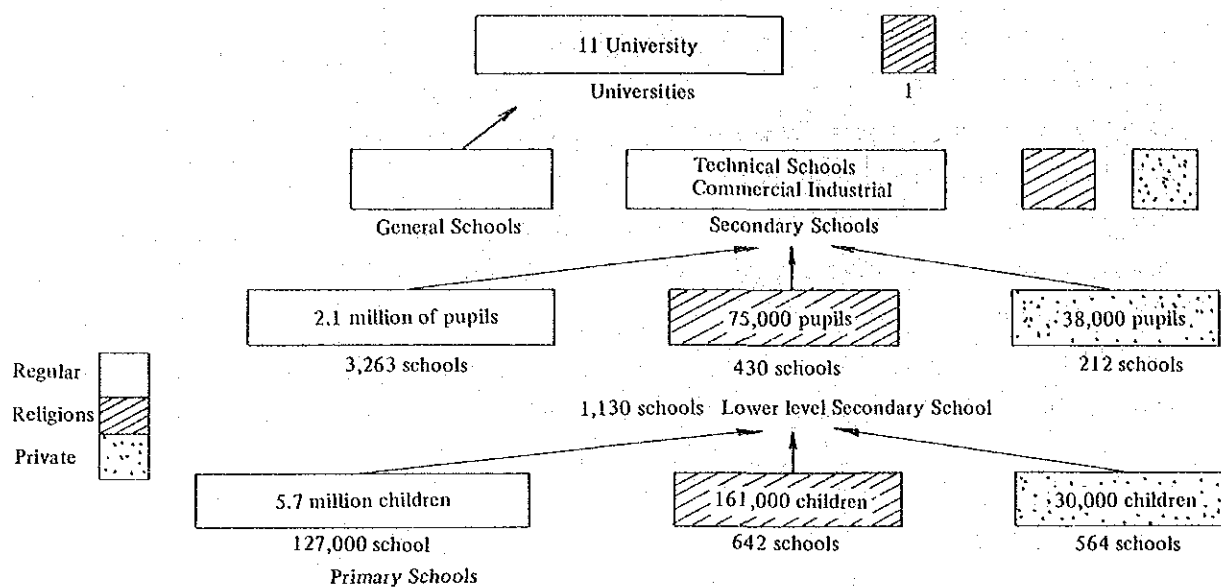 11 University
Universities
1
Technical Schools
Commercial Industrial
General Schools
Secondary Schools
2.1 million of pupils
75,000 pupils
38,000 pupils
3,263 schools
430 schools
212 schools
Regular
Religions
Private
1,130 schools Lower level Secondary School
5.7 million children
161,000 children
30,000 children
127,000 school
642 schools
564 schools
Primary Schools